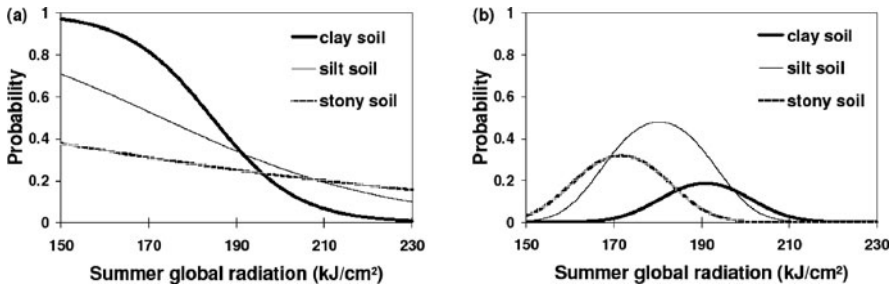 (a)
1
0.8
0.6
0.4
0.2
0
Probability
clay soil
silt soil
stony soil
150 170 190 210 230
Summer global radiation (kJ/cm²)
(b)
1
0.8
0.6
0.4
0.2
0
Probability
clay soil
silt soil
stony soil
150 170 190 210 230
Summer global radiation (kJ/cm²)